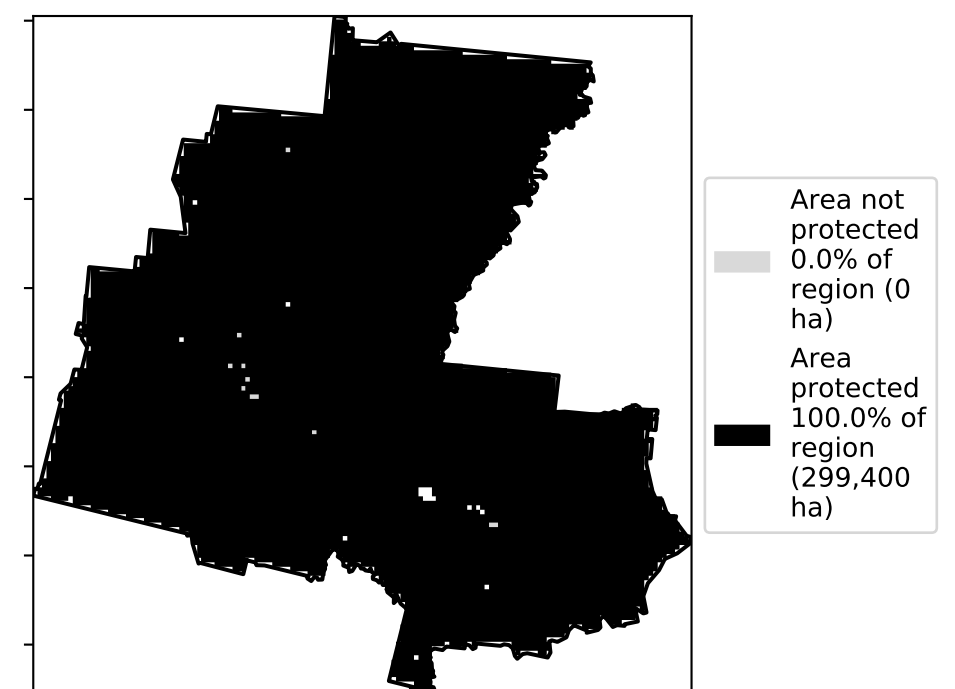 Area not
protected
0.0% of
region (0
ha)
Area
protected
100.0% of
region
(299,400
ha)